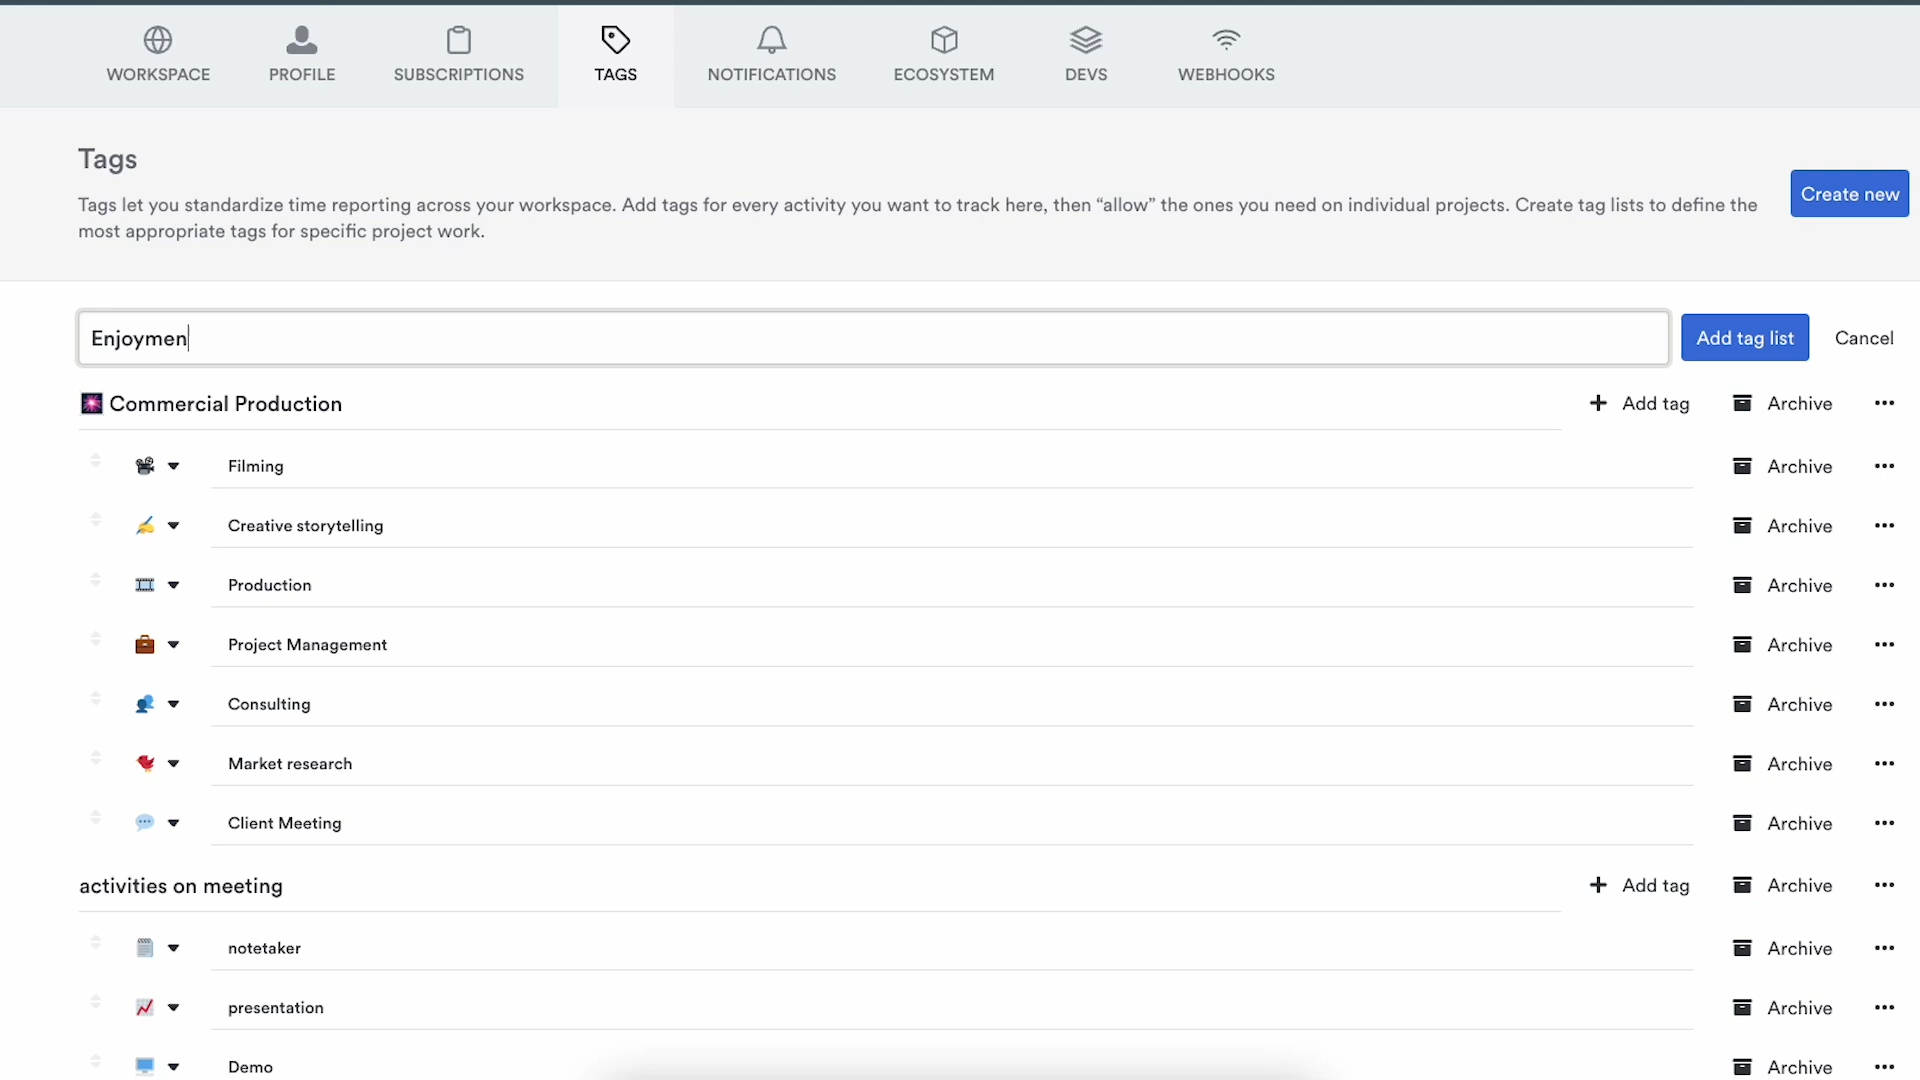 WORKSPACE PROFILE SUBSCRIPTIONS TAGS NOTIFICATIONS ECOSYSTEM DEVS WEBHOOKS
Tags
Tags let you standardize time reporting across your workspace. Add tags for every activity you want to track here, then “allow” the ones you need on individual projects. Create tag lists to define the
most appropriate tags for specific project work.
Create new
Enjoymen
Add tag list
Cancel
Commercial Production Add tag Archive
Filming Archive
Creative storytelling Archive
Production Archive
Project Management Archive
Consulting Archive
Market research Archive
Client Meeting Archive
activities on meeting Add tag Archive
notetaker Archive
presentation Archive
Demo Archive